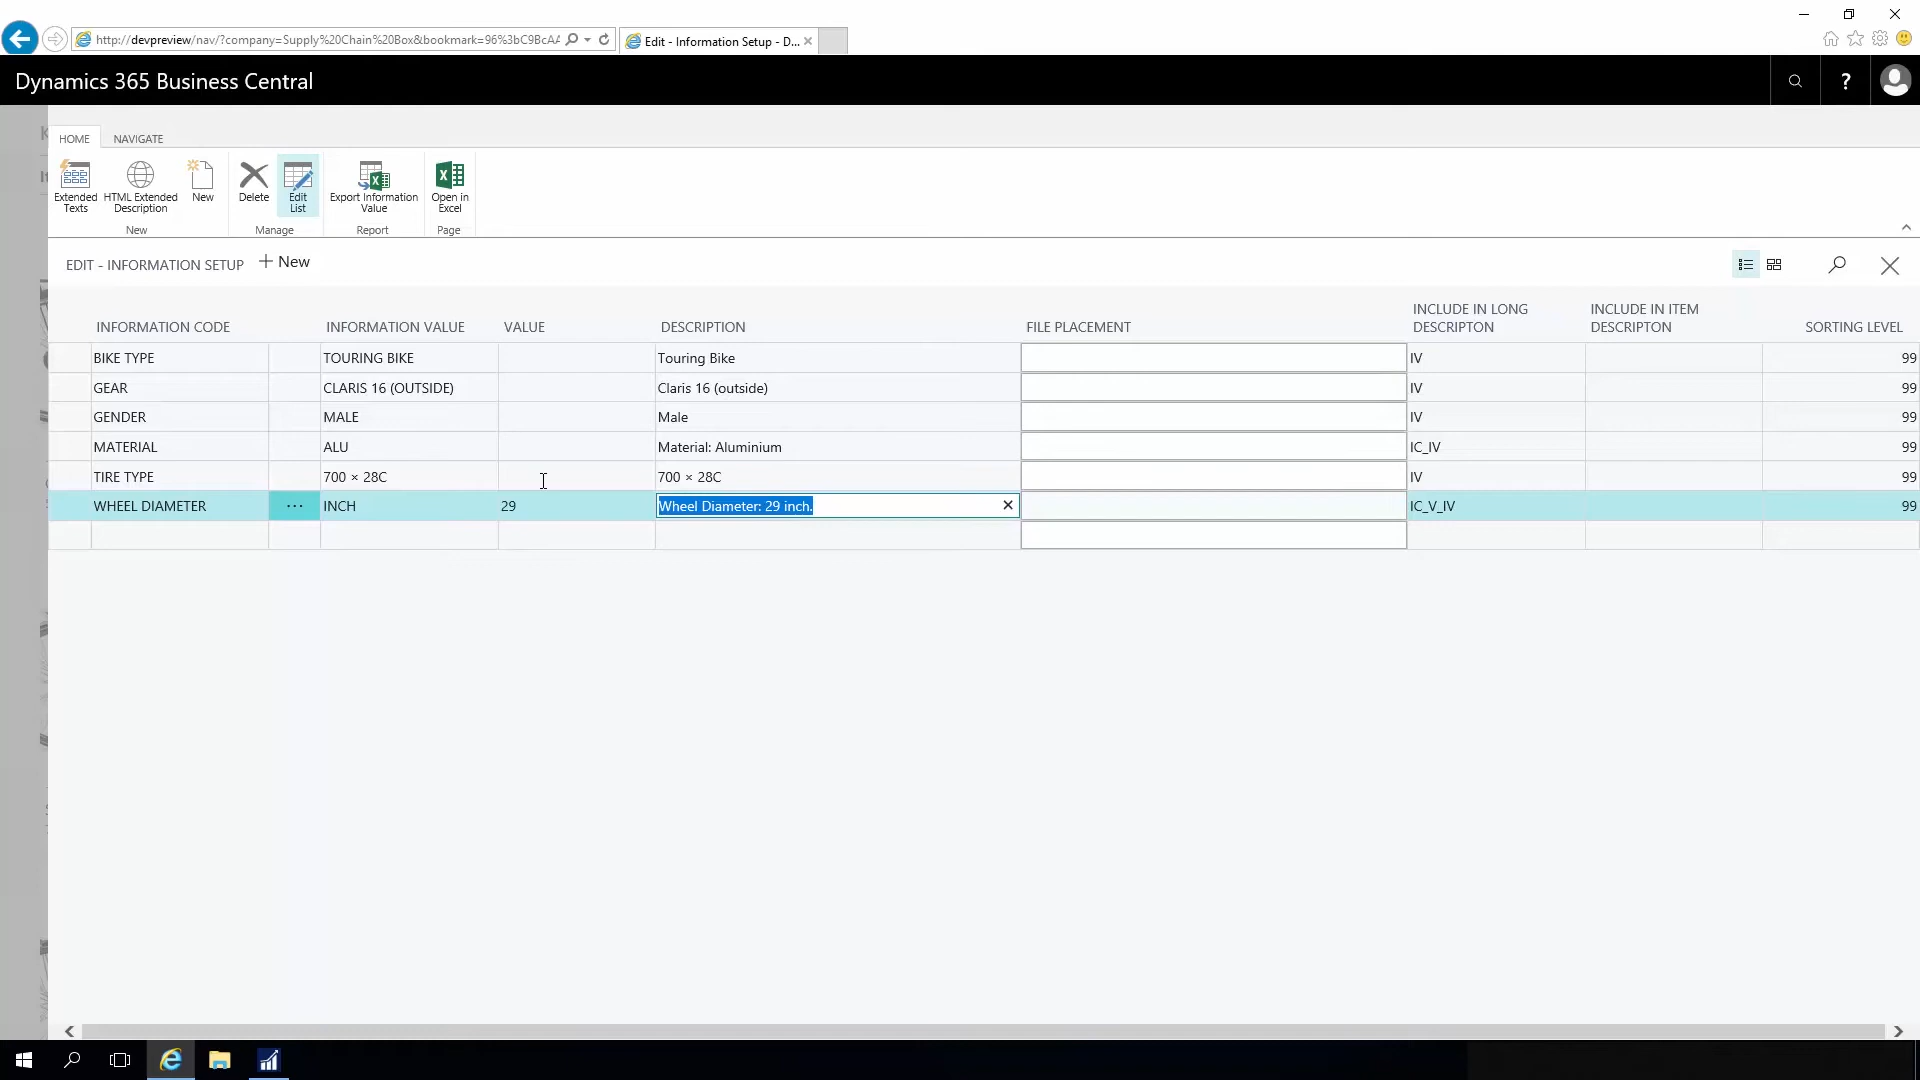 http://devpreview/nav/?company=Supply%20Chain%20Box&bookmark=96%3bC9BcAA
Edit - Information Setup - D...
Dynamics 365 Business Central
?
HOME
NAVIGATE
Extended Texts
HTML Extended Description
New
Delete
Edit List
Export Information Value
Open in Excel
New
Manage
Report
Page
EDIT - INFORMATION SETUP
+ New
INFORMATION CODE INFORMATION VALUE VALUE DESCRIPTION FILE PLACEMENT INCLUDE IN LONG DESCRIPTON INCLUDE IN ITEM DESCRIPTON SORTING LEVEL
BIKE TYPE TOURING BIKE Touring Bike IV 99
GEAR CLARIS 16 (OUTSIDE) Claris 16 (outside) IV 99
GENDER MALE Male IV 99
MATERIAL ALU Material: Aluminium IC_IV 99
TIRE TYPE 700 × 28C 700 × 28C IV 99
WHEEL DIAMETER ... INCH 29 Wheel Diameter: 29 inch. IC_V_IV 99